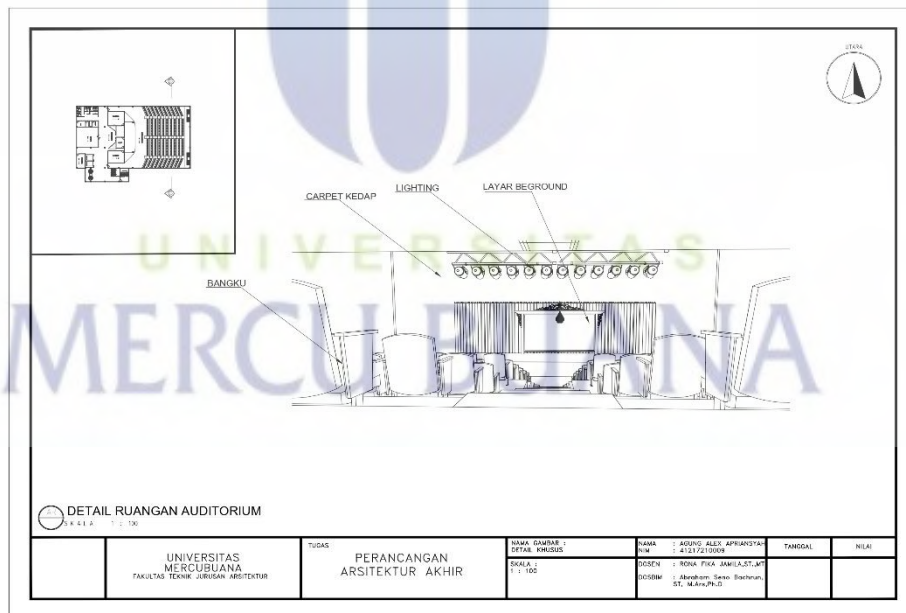 UTARA
CARPET KEDAP
LIGHTING
LAYAR BEGROUND
BANGKU
UNIVERSITAS
MERCU BUANA
DETAIL RUANGAN AUDITORIUM
SKALA 1 : 100
UNIVERSITAS
MERCUBUANA
FAKULTAS TEKNIK JURUSAN ARSITEKTUR
TUGAS
PERANCANGAN
ARSITEKTUR AKHIR
NAMA GAMBAR :
DETAIL KHUSUS
SKALA :
1 : 100
NAMA : AGUNG ALEX APRIANSYAH
NIM : 41217210009
DOSEN : RONA FIKA JAMILA,ST.,MT
DOSBIM : Abraham Seno Bachrun,
ST, M.Ars,Ph.D
TANGGAL
NILAI